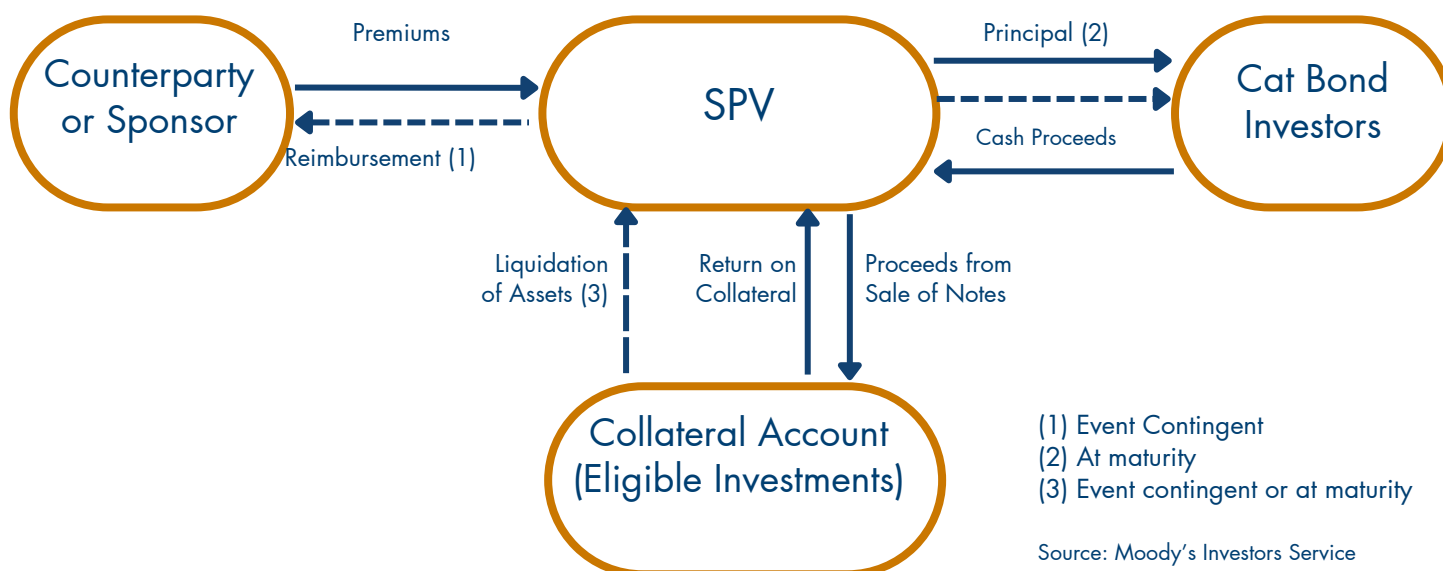 Premiums
Principal (2)
Counterparty
or Sponsor
SPV
Cat Bond
Investors
Reimbursement (1)
Cash Proceeds
Liquidation
of Assets (3)
Return on
Collateral
Proceeds from
Sale of Notes
Collateral Account
(Eligible Investments)
(1) Event Contingent
(2) At maturity
(3) Event contingent or at maturity
Source: Moody’s Investors Service